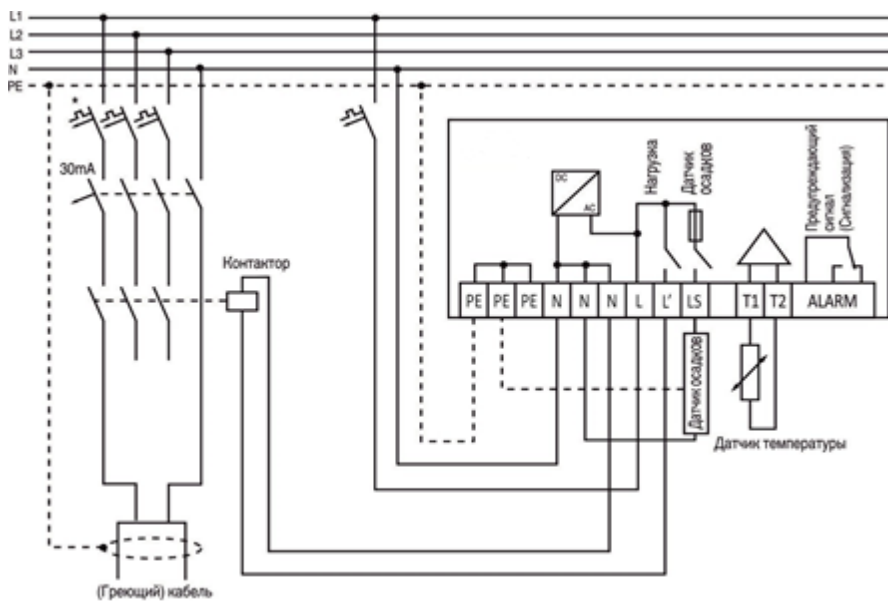 L1
L2
L3
N
PE
*
30mA
Контактор
DC
AC
Нагрузка
Датчик
осадков
Предупреждающий
сигнал
(Сигнализация)
PE PE PE N N N L L' LS T1 T2 ALARM
Датчик осадков
Датчик температуры
(Греющий) кабель